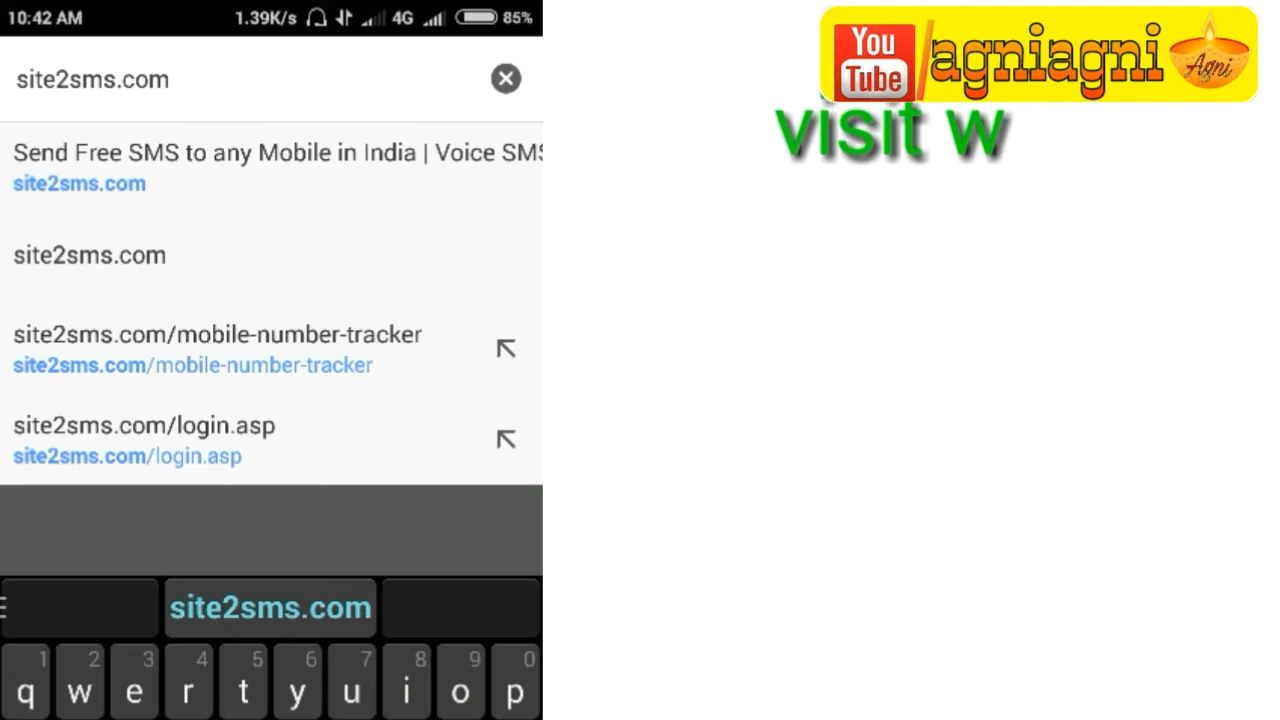 10:42 AM 1.39K/s 4G 85%
site2sms.com
Send Free SMS to any Mobile in India | Voice SMS
site2sms.com
site2sms.com
site2sms.com/mobile-number-tracker
site2sms.com/mobile-number-tracker
site2sms.com/login.asp
site2sms.com/login.asp
site2sms.com
1 2 3 4 5 6 7 8 9 0
q w e r t y u i o p
You Tube /agniagni Agni
visit w